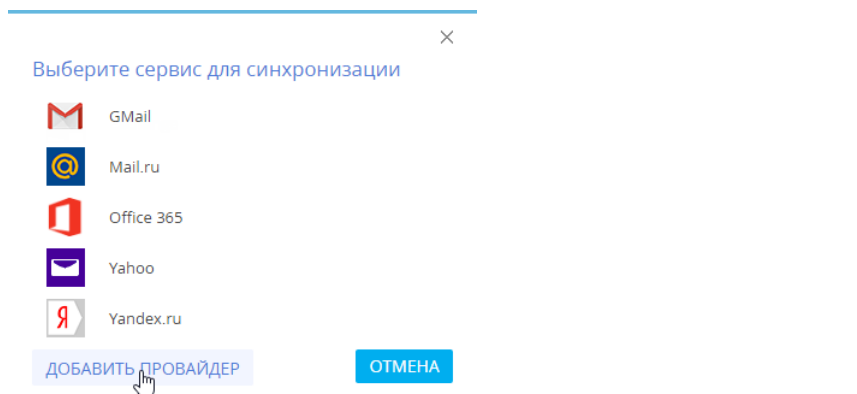 Выберите сервис для синхронизации
GMail
Mail.ru
Office 365
Yahoo
Yandex.ru
ДОБАВИТЬ ПРОВАЙДЕР
ОТМЕНА